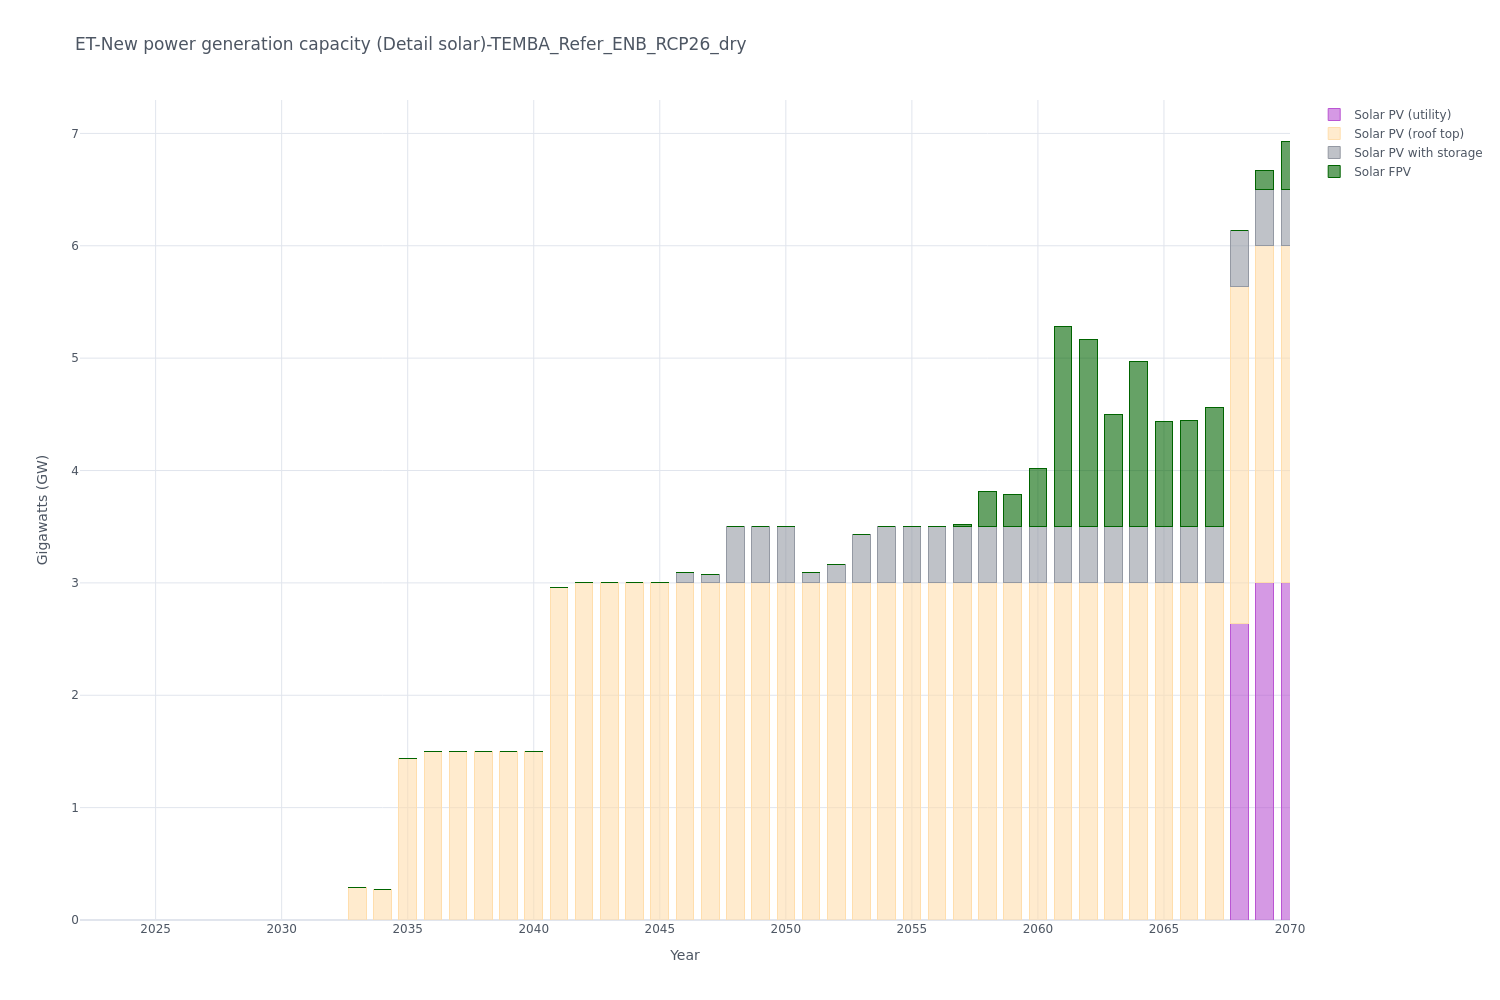 ET-New power generation capacity (Detail solar)-TEMBA_Refer_ENB_RCP26_dry
Solar PV (utility)
Solar PV (roof top)
Solar PV with storage
Solar FPV
Gigawatts (GW)
7
6
5
4
3
2
1
0
2025
2030
2035
2040
2045
2050
2055
2060
2065
2070
Year